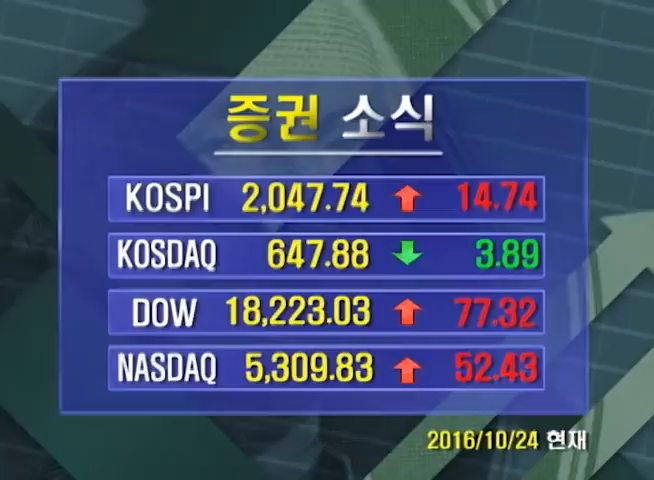 증권 소식
KOSPI 2,047.74 ⬆ 14.74
KOSDAQ 647.88 ⬇ 3.89
DOW 18,223.03 ⬆ 77.32
NASDAQ 5,309.83 ⬆ 52.43
2016/10/24 현재